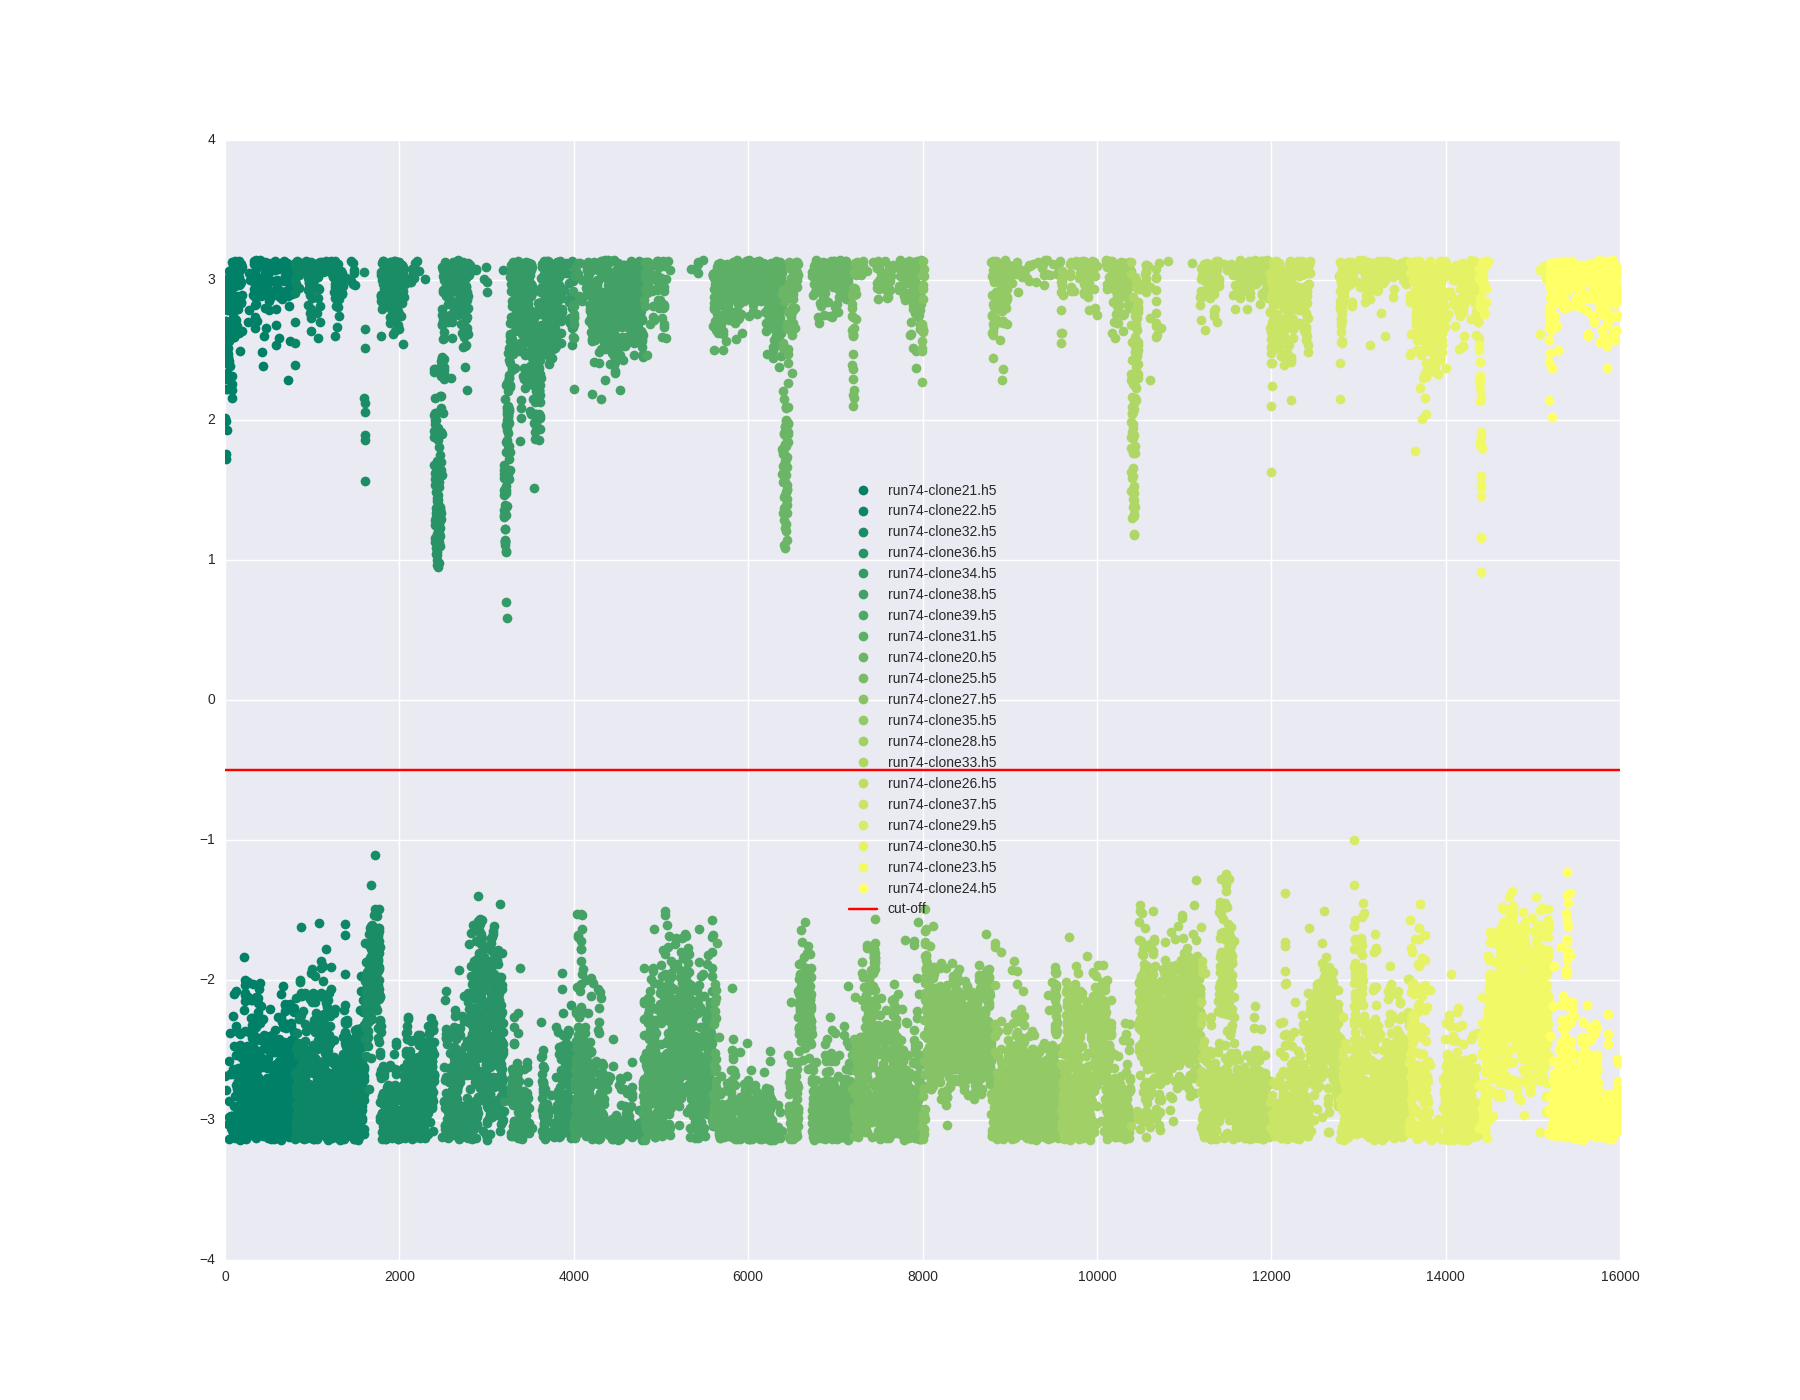 4
3
2
1
0
−1
−2
−3
−4
run74-clone21.h5
run74-clone22.h5
run74-clone32.h5
run74-clone36.h5
run74-clone34.h5
run74-clone38.h5
run74-clone39.h5
run74-clone31.h5
run74-clone20.h5
run74-clone25.h5
run74-clone27.h5
run74-clone35.h5
run74-clone28.h5
run74-clone33.h5
run74-clone26.h5
run74-clone37.h5
run74-clone29.h5
run74-clone30.h5
run74-clone23.h5
run74-clone24.h5
cut-off
0 2000 4000 6000 8000 10000 12000 14000 16000